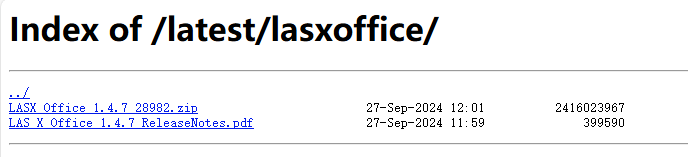 Index of /latest/lasxoffice/
../
LASX Office 1.4.7 28982.zip 27-Sep-2024 12:01 2416023967
LAS X Office 1.4.7 ReleaseNotes.pdf 27-Sep-2024 11:59 399590